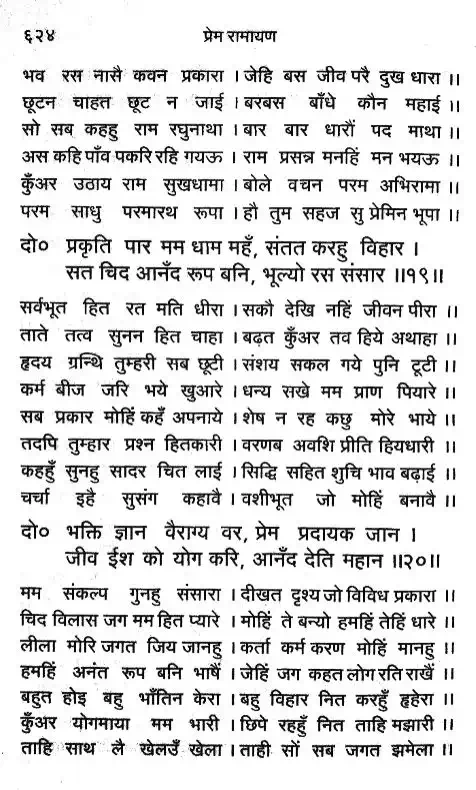 ६२४ प्रेम रामायण
भव रस नासै कवन प्रकारा । जेहि बस जीव परै दुख धारा ।।
छूटन चाहत छूट न जाई । बरबस बाँधे कौन महाई ।।
सो सब कहहु राम रघुनाथा । बार बार धारौं पद माथा ।।
अस कहि पाँव पकरि रहि गयऊ । राम प्रसन्न मनहिं मन भयऊ ।।
कुँअर उठाय राम सुखधामा । बोले वचन परम अभिरामा ।।
परम साधु परमारथ रूपा । हौ तुम सहज सु प्रेमिन भूपा ।।
दो० प्रकृति पार मम धाम महँ, संतत करहु विहार ।
सत चिद आनँद रूप बनि, भूल्यो रस संसार ।।१९।।
सर्वभूत हित रत मति धीरा । सकौ देखि नहिं जीवन पीरा ।।
ताते तत्व सुनन हित चाहा । बढ़त कुँअर तव हिये अथाहा ।।
हृदय ग्रन्थि तुम्हरी सब छूटी । संशय सकल गये पुनि टूटी ।।
कर्म बीज जरि भये खुआरे । धन्य सखे मम प्राण पियारे ।।
सब प्रकार मोहिं कहँ अपनाये । शेष न रह कछु मोरे भाये ।।
तदपि तुम्हार प्रश्न हितकारी । वरणब अवशि प्रीति हियधारी ।।
कहहुँ सुनहु सादर चित लाई । सिद्धि सहित शुचि भाव बढ़ाई ।।
चर्चा इहै सुसंग कहावै । वशीभूत जो मोहिं बनावै ।।
दो० भक्ति ज्ञान वैराग्य वर, प्रेम प्रदायक जान ।
जीव ईश को योग करि, आनँद देति महान ।।२०।।
मम संकल्प गुनहु संसारा । दीखत दृश्य जो विविध प्रकारा ।।
चिद विलास जग मम हित प्यारे । मोहिं ते बन्यो हमहिं तेहिं धारे ।।
लीला मोरि जगत जिय जानहु । कर्ता कर्म करण मोहिं मानहु ।।
हमहिं अनंत रूप बनि भाषैं । जेहिं जग कहत लोग रति राखैं ।।
बहुत होइ बहु भाँतिन केरा । बहु विहार नित करहुँ हृहेरा ।।
कुँअर योगमाया मम भारी । छिपे रहहुँ नित ताहि मझारी ।।
ताहि साथ लै खेलउँ खेला । ताही सों सब जगत झमेला ।।